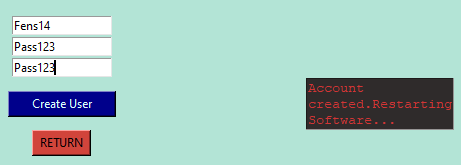 Fens14
Pass123
Pass123
Create User
RETURN
Account
created.Restarting
Software...